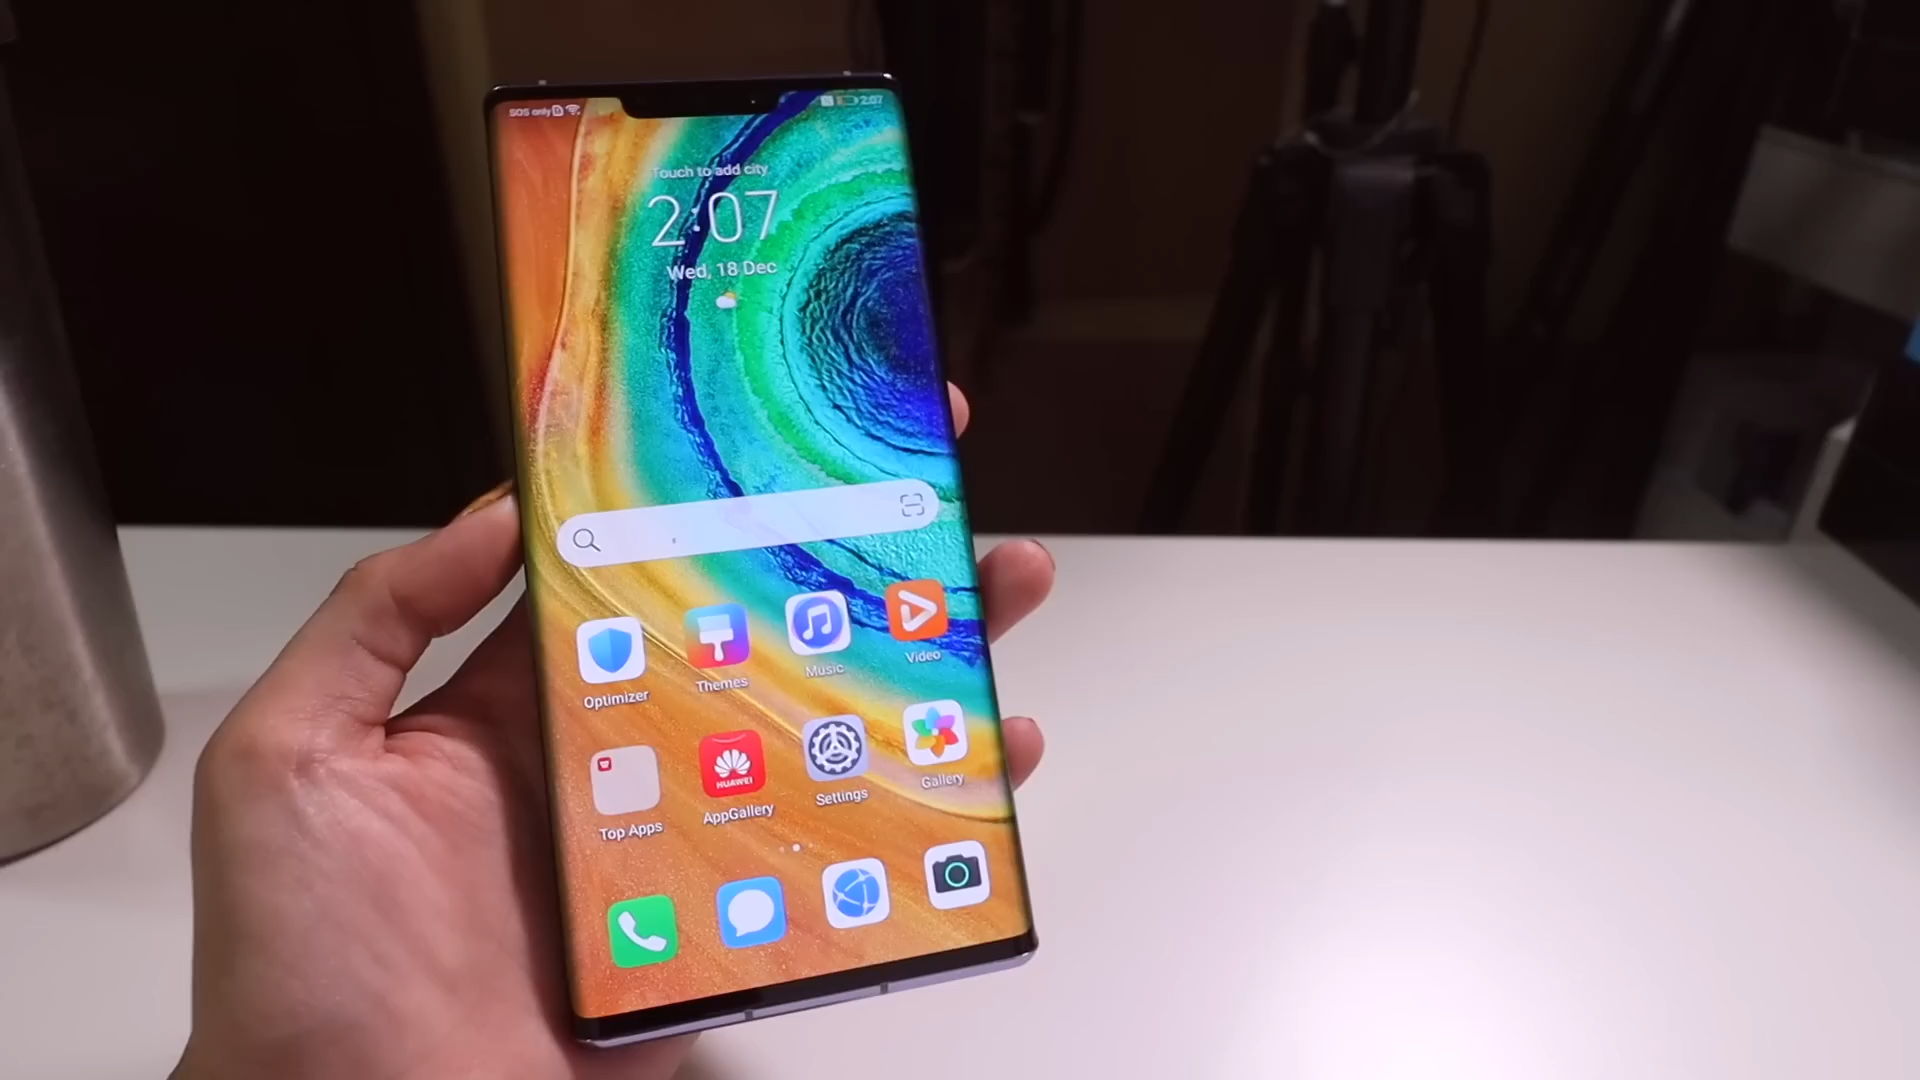 SOS only
2:07
Touch to add city
2:07
Wed, 18 Dec
Optimizer
Themes
Music
Video
HUAWEI
Top Apps
AppGallery
Settings
Gallery